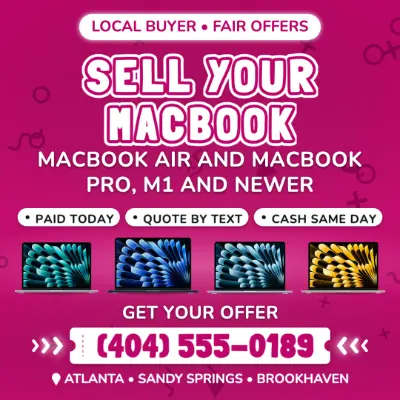 LOCAL BUYER • FAIR OFFERS
SELL YOUR
MACBOOK
MACBOOK AIR AND MACBOOK
PRO, M1 AND NEWER
• PAID TODAY • QUOTE BY TEXT • CASH SAME DAY
GET YOUR OFFER
(404) 555-0189
ATLANTA • SANDY SPRINGS • BROOKHAVEN